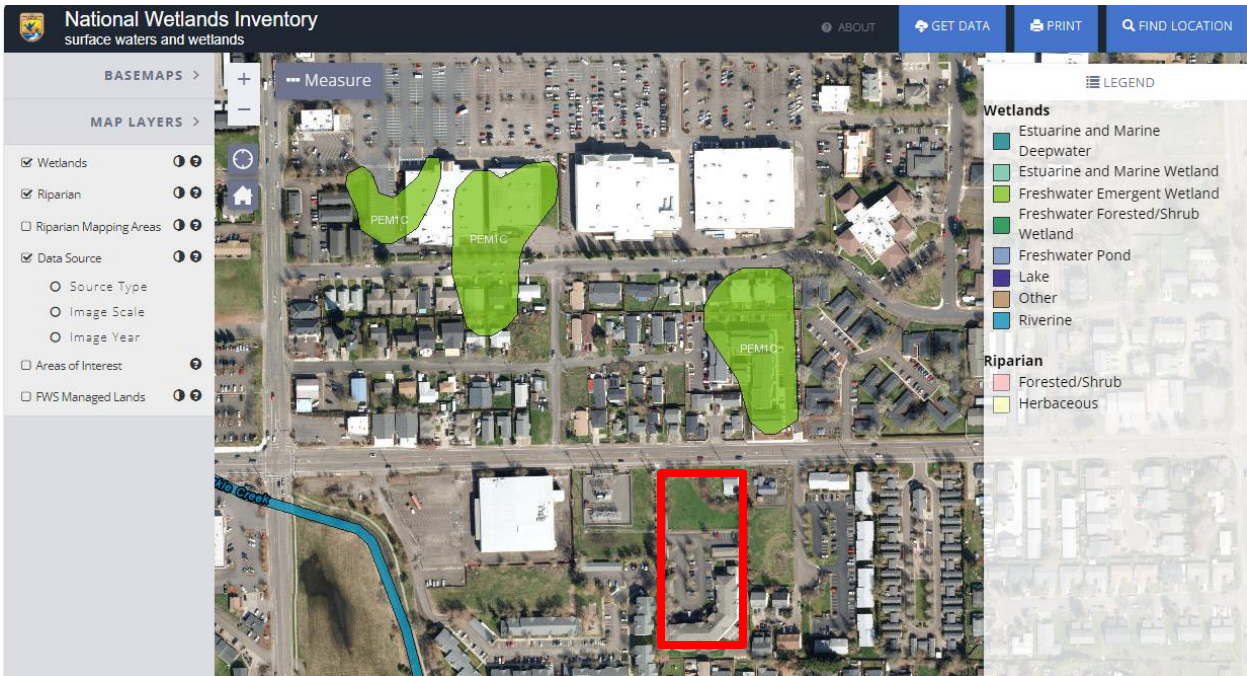 National Wetlands Inventory
surface waters and wetlands
ABOUT
GET DATA
PRINT
FIND LOCATION
BASEMAPS >
MAP LAYERS >
Wetlands
Riparian
Riparian Mapping Areas
Data Source
Source Type
Image Scale
Image Year
Areas of Interest
FWS Managed Lands
+
−
Measure
PEM1C
PEM1C
PEM1C
Creek
LEGEND
Wetlands
Estuarine and Marine
Deepwater
Estuarine and Marine Wetland
Freshwater Emergent Wetland
Freshwater Forested/Shrub
Wetland
Freshwater Pond
Lake
Other
Riverine
Riparian
Forested/Shrub
Herbaceous